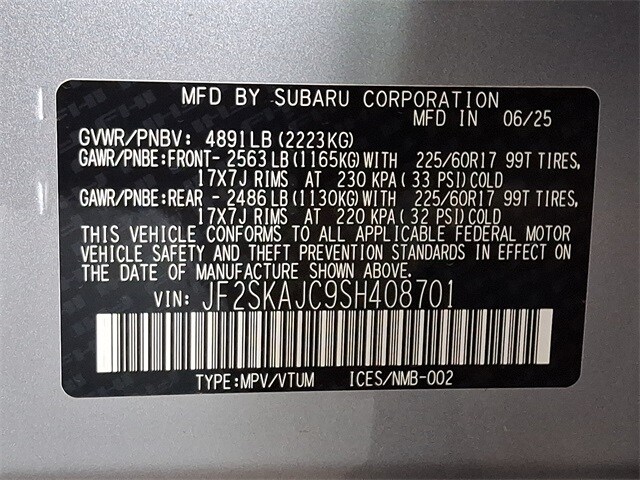 MFD BY SUBARU CORPORATION
MFD IN 06/25
GVWR/PNBV: 4891LB(2223KG)
GAWR/PNBE:FRONT- 2563LB(1165KG)WITH 225/60R17 99T TIRES,
17X7J RIMS AT 230 KPA( 33 PSI)COLD
GAWR/PNBE:REAR - 2486LB(1130KG)WITH 225/60R17 99T TIRES,
17X7J RIMS AT 220 KPA( 32 PSI)COLD
THIS VEHICLE CONFORMS TO ALL APPLICABLE FEDERAL MOTOR
VEHICLE SAFETY AND THEFT PREVENTION STANDARDS IN EFFECT
ON THE DATE OF MANUFACTURE SHOWN ABOVE.
VIN: JF2SKAJC9SH408701
TYPE:MPV/VTUM ICES/NMB-002